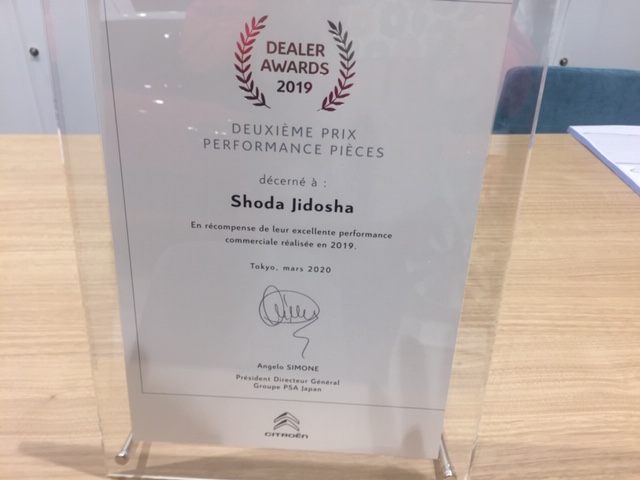 DEALER
AWARDS
2019
DEUXIÈME PRIX
PERFORMANCE PIÈCES
décerné à :
Shoda Jidosha
En récompense de leur excellente performance
commerciale réalisée en 2019.
Tokyo, mars 2020
Angelo SIMONE
Président Directeur Général
Groupe PSA Japan
CITROËN